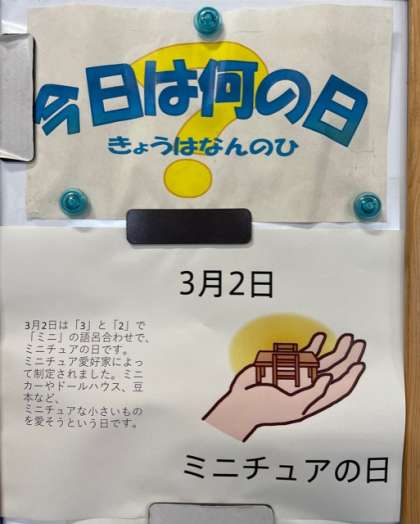 今日は何の日
?
きょうはなんのひ
3月2日
3月2日は「3」と「2」で
「ミニ」の語呂合わせで、
ミニチュアの日です。
ミニチュア愛好家によっ
て制定されました。ミニ
カーやドールハウス、豆
本など、
ミニチュアな小さいもの
を愛そうという日です。
ミニチュアの日